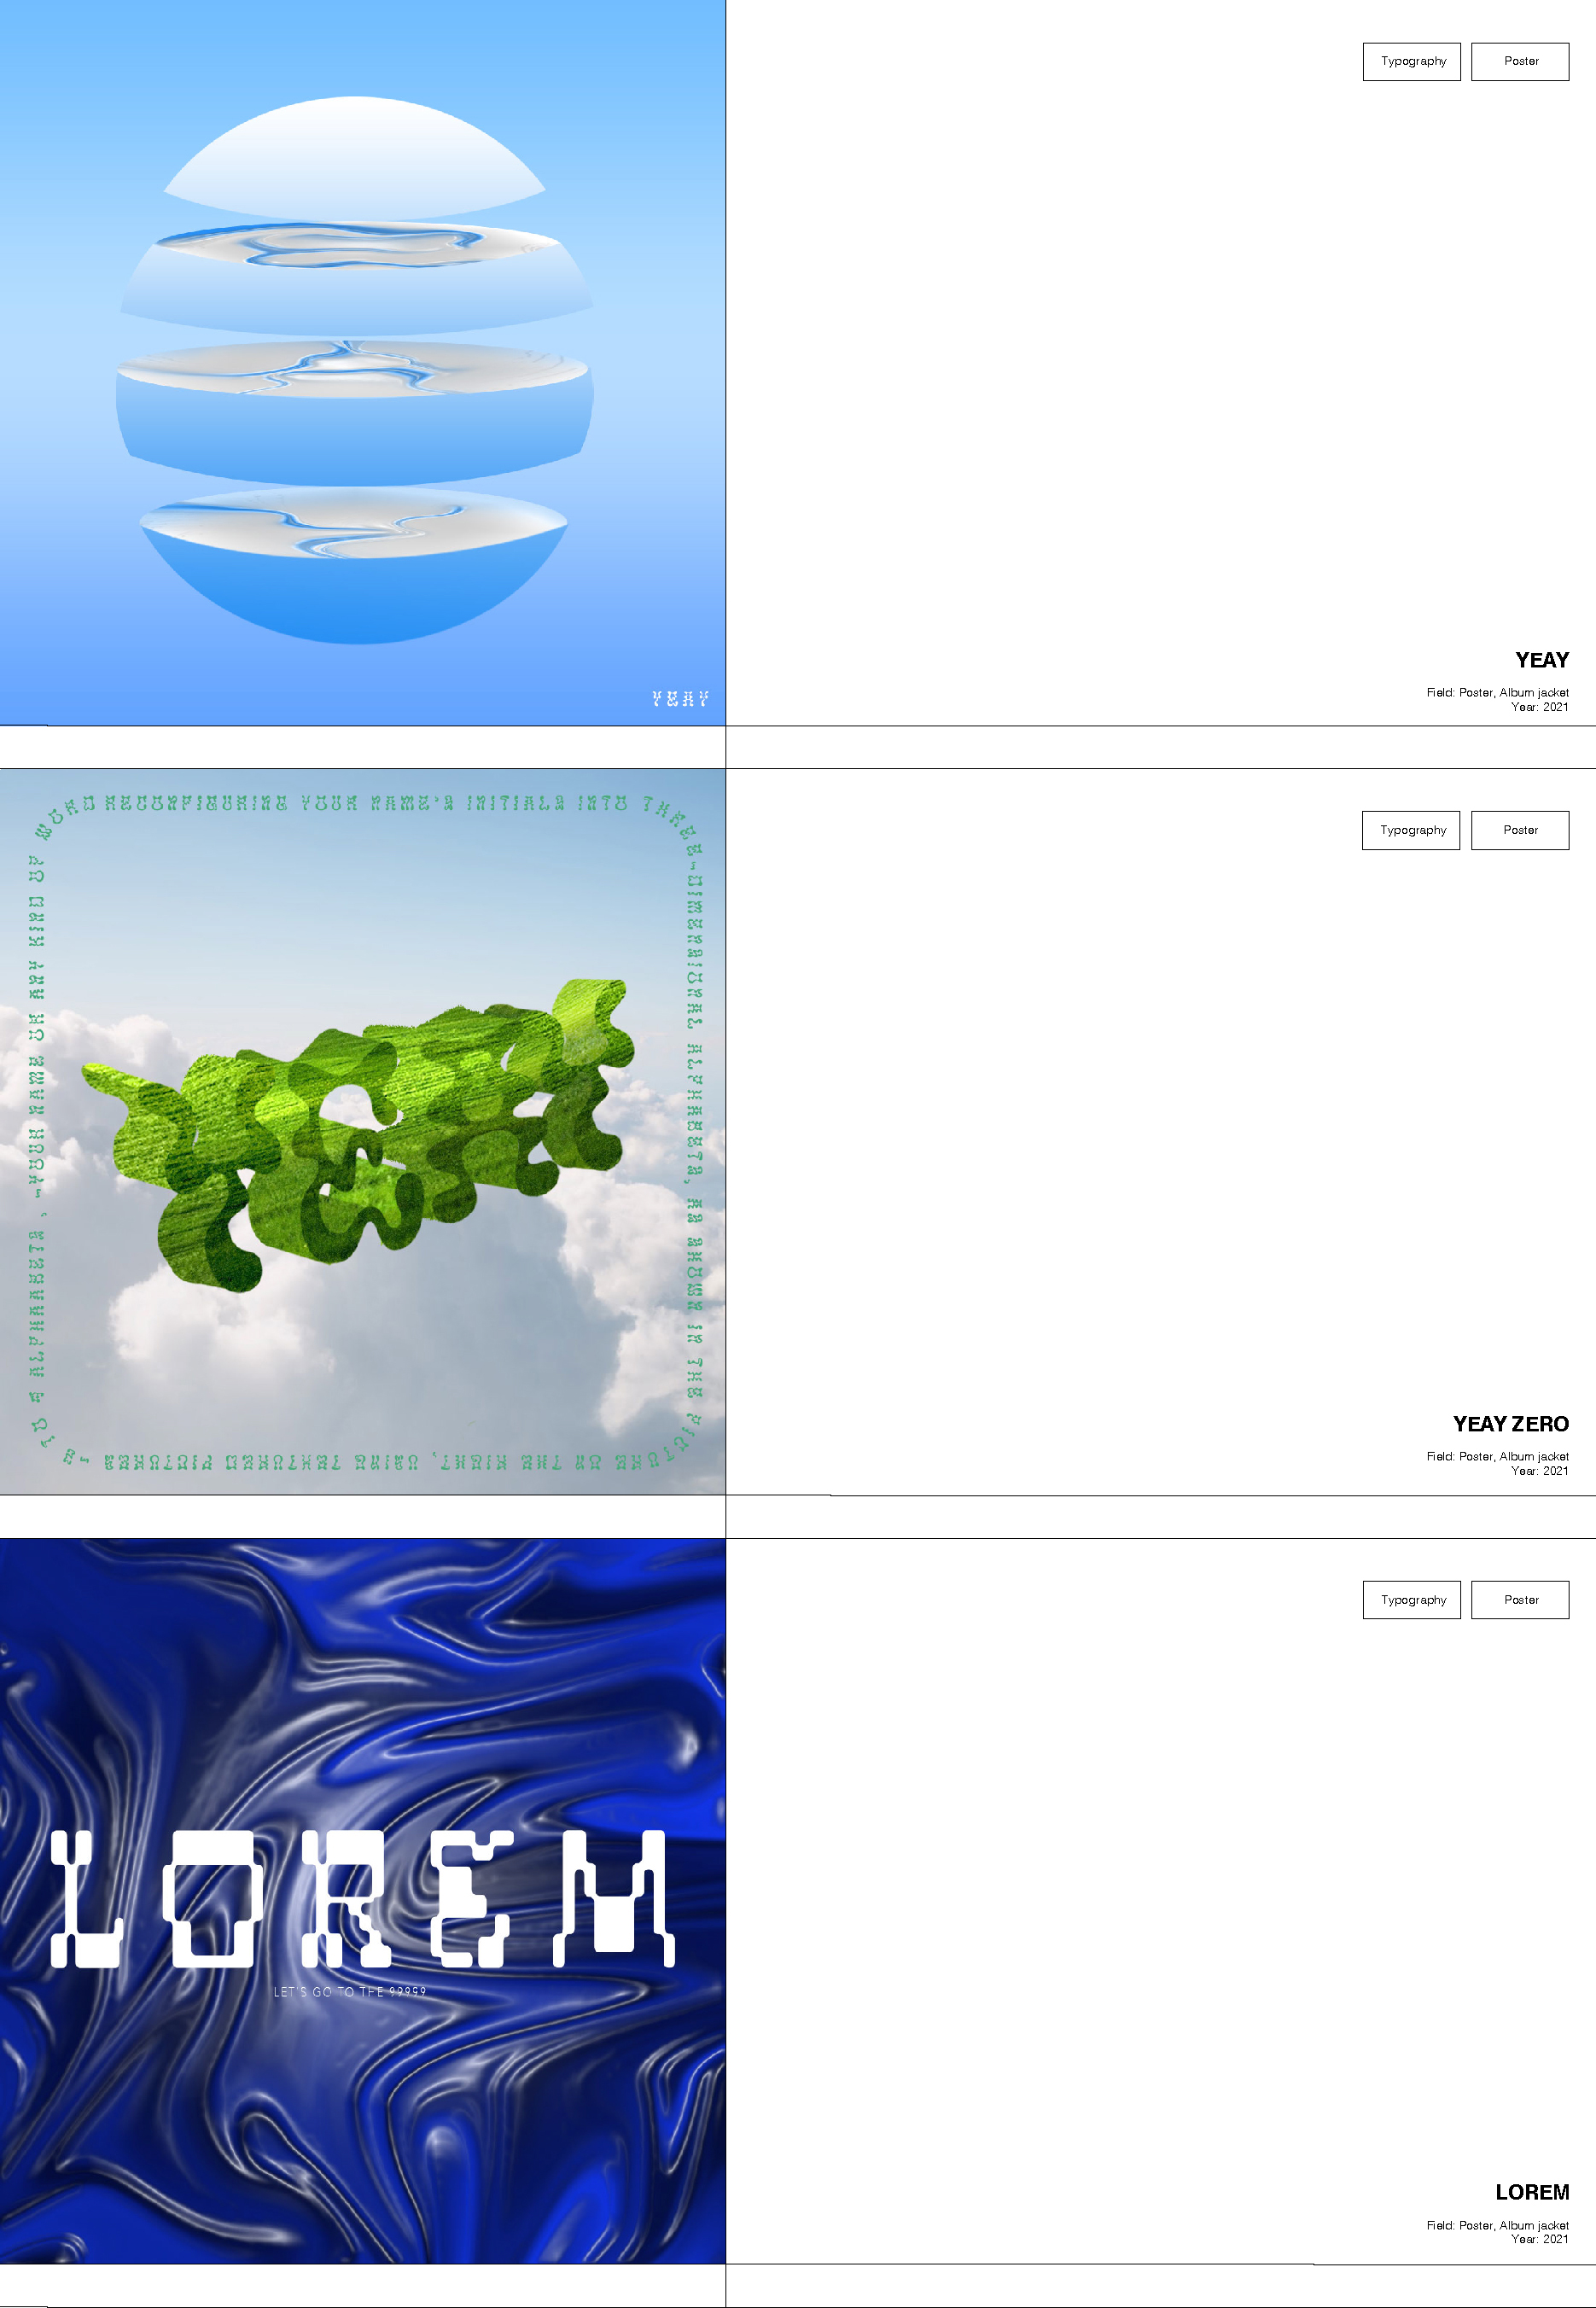 Typography
Poster
YEAY
YEAY
Field: Poster, Album jacket
Year: 2021
WORD RECONFIGURING YOUR NAME'S INITIALS INTO THREE-DIMENSIONAL ALPHABETS, AS SHOWN IN THE PICTURE ON THE RIGHT, USING TEXTURED PICTURES
ALPHABETS
YOUR NAME OR ANY KIND OF
Typography
Poster
YEAY ZERO
Field: Poster, Album jacket
Year: 2021
Typography
Poster
LOREM
LET'S GO TO THE 99999
LOREM
Field: Poster, Album jacket
Year: 2021